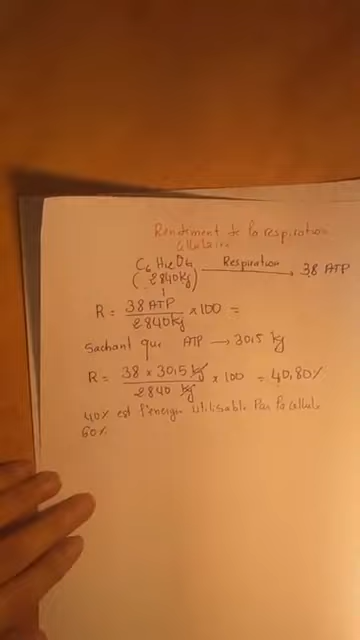 Rendement de la respiration
Cellulaire
C6 H12 O6 Respiration → 38 ATP
(2840kj)
R = 38 ATP / 2840kj × 100 =
Sachant que ATP → 30,5 kj
R = 38 × 30,5 kj / 2840 kj × 100 = 40,80%
40% est l'énergie utilisable Par la cellule
60%